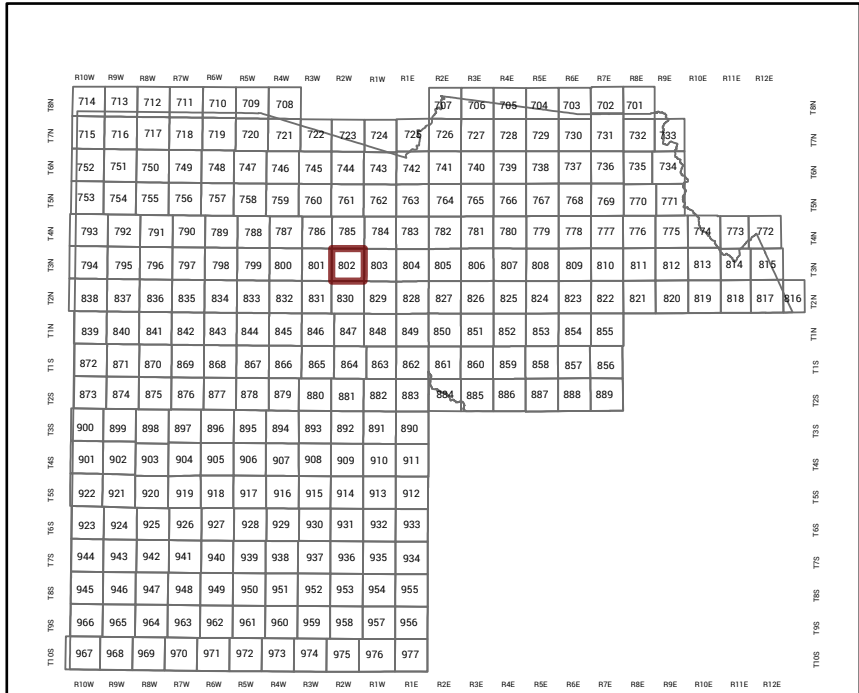 R10W R9W R8W R7W R6W R5W R4W R3W R2W R1W R1E R2E R3E R4E R5E R6E R7E R8E R9E R10E R11E R12E
T8N 714 713 712 711 710 709 708 707 706 705 704 703 702 701 T8N
T7N 715 716 717 718 719 720 721 722 723 724 725 726 727 728 729 730 731 732 733 T7N
T6N 752 751 750 749 748 747 746 745 744 743 742 741 740 739 738 737 736 735 734 T6N
T5N 753 754 755 756 757 758 759 760 761 762 763 764 765 766 767 768 769 770 771 T5N
T4N 793 792 791 790 789 788 787 786 785 784 783 782 781 780 779 778 777 776 775 774 773 772 T4N
T3N 794 795 796 797 798 799 800 801 802 803 804 805 806 807 808 809 810 811 812 813 814 815 T3N
T2N 838 837 836 835 834 833 832 831 830 829 828 827 826 825 824 823 822 821 820 819 818 817 816 T2N
T1N 839 840 841 842 843 844 845 846 847 848 849 850 851 852 853 854 855 T1N
T1S 872 871 870 869 868 867 866 865 864 863 862 861 860 859 858 857 856 T1S
T2S 873 874 875 876 877 878 879 880 881 882 883 884 885 886 887 888 889 T2S
T3S 900 899 898 897 896 895 894 893 892 891 890 T3S
T4S 901 902 903 904 905 906 907 908 909 910 911 T4S
T5S 922 921 920 919 918 917 916 915 914 913 912 T5S
T6S 923 924 925 926 927 928 929 930 931 932 933 T6S
T7S 944 943 942 941 940 939 938 937 936 935 934 T7S
T8S 945 946 947 948 949 950 951 952 953 954 955 T8S
T9S 966 965 964 963 962 961 960 959 958 957 956 T9S
T10S 967 968 969 970 971 972 973 974 975 976 977 T10S
R10W R9W R8W R7W R6W R5W R4W R3W R2W R1W R1E R2E R3E R4E R5E R6E R7E R8E R9E R10E R11E R12E